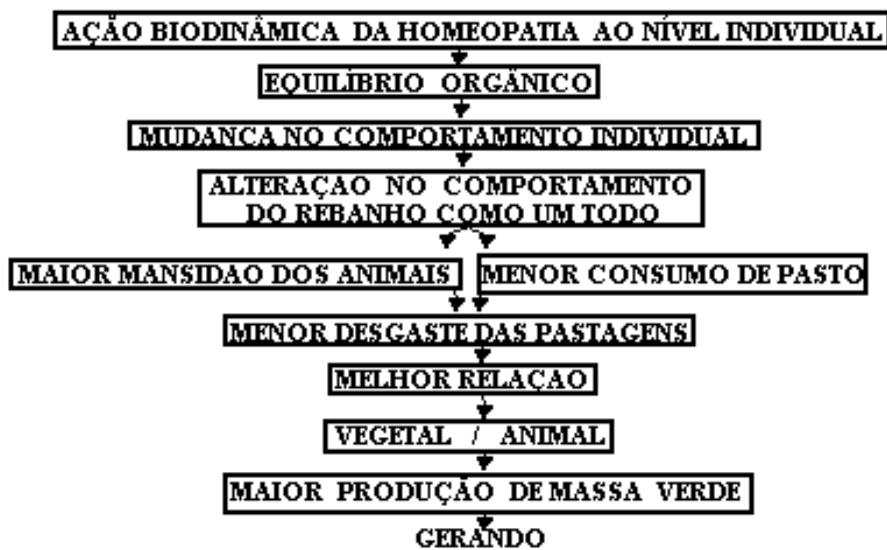 AÇÃO BIODINÂMICA DA HOMEOPATIA AO NÍVEL INDIVIDUAL
EQUILÍBRIO ORGÂNICO
MUDANCA NO COMPORTAMENTO INDIVIDUAL
ALTERAÇAO NO COMPORTAMENTO
DO REBANHO COMO UM TODO
MAIOR MANSIDAO DOS ANIMAIS
MENOR CONSUMO DE PASTO
MENOR DESGASTE DAS PASTAGENS
MELHOR RELAÇAO
VEGETAL / ANIMAL
MAIOR PRODUÇÃO DE MASSA VERDE
GERANDO